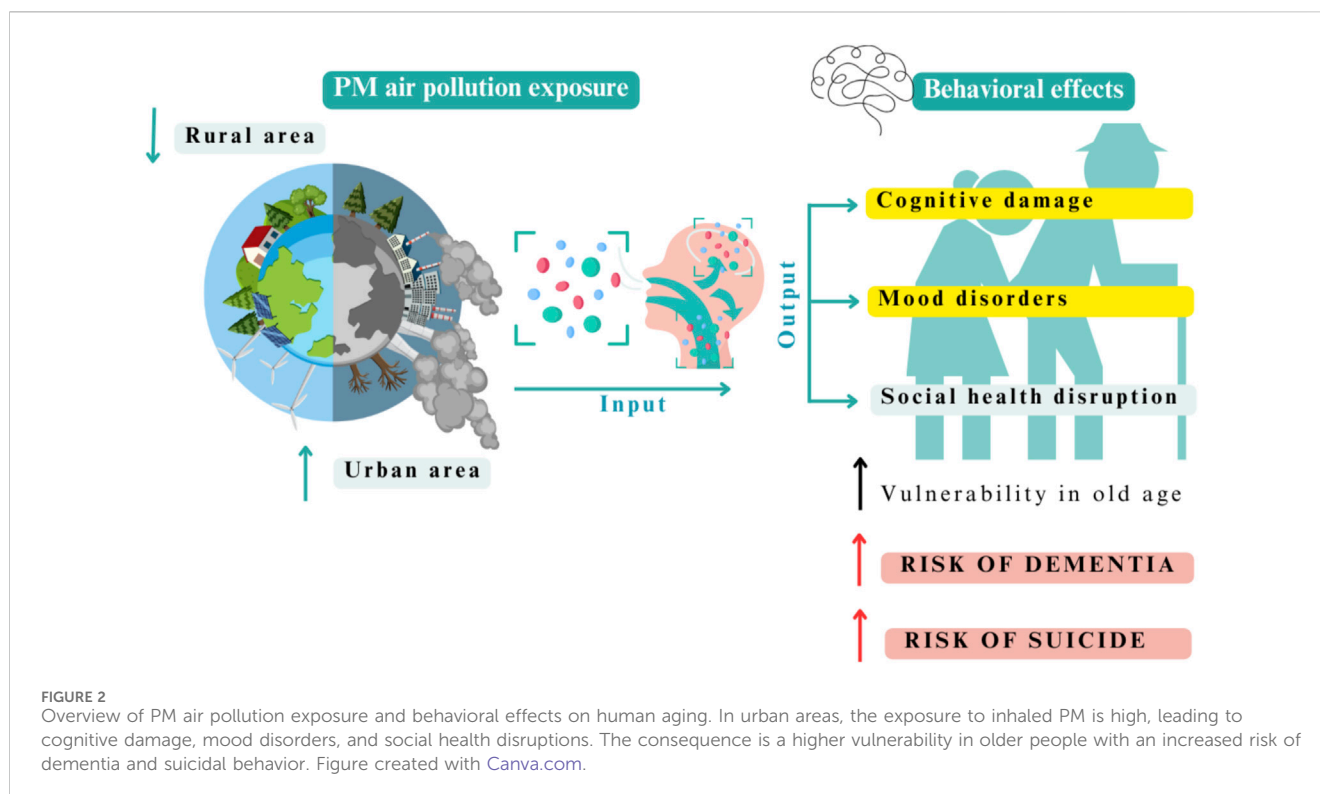 PM air pollution exposure
Behavioral effects
Rural area
Cognitive damage
Mood disorders
Output
Social health disruption
Input
Urban area
Vulnerability in old age
RISK OF DEMENTIA
RISK OF SUICIDE
FIGURE 2
Overview of PM air pollution exposure and behavioral effects on human aging. In urban areas, the exposure to inhaled PM is high, leading to
cognitive damage, mood disorders, and social health disruptions. The consequence is a higher vulnerability in older people with an increased risk of
dementia and suicidal behavior. Figure created with Canva.com.